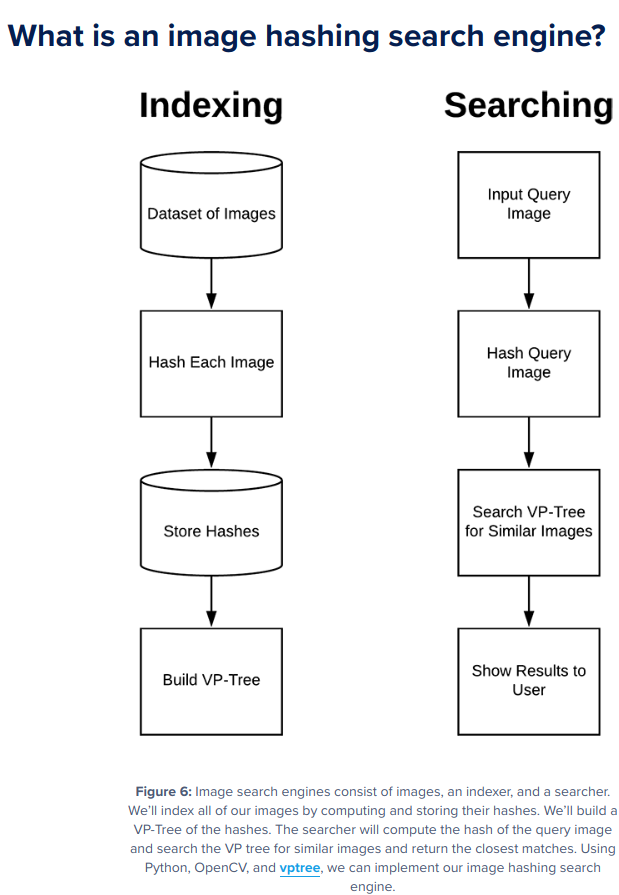 What is an image hashing search engine?
Indexing
Dataset of Images
Hash Each Image
Store Hashes
Build VP-Tree
Searching
Input Query
Image
Hash Query
Image
Search VP-Tree
for Similar Images
Show Results to
User
Figure 6: Image search engines consist of images, an indexer, and a searcher.
We’ll index all of our images by computing and storing their hashes. We’ll build a
VP-Tree of the hashes. The searcher will compute the hash of the query image
and search the VP tree for similar images and return the closest matches. Using
Python, OpenCV, and vptree, we can implement our image hashing search
engine.